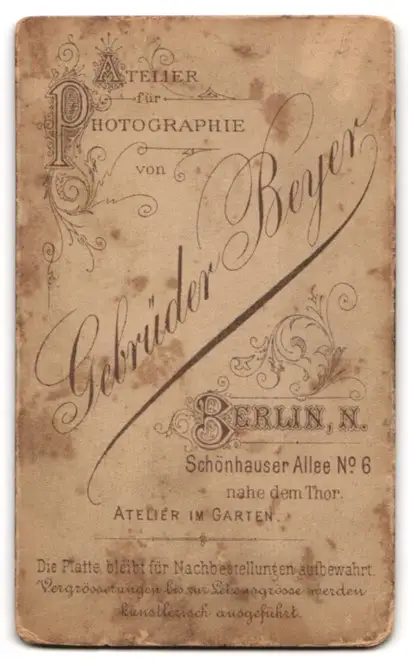 ATELIER
für
PHOTOGRAPHIE
von
Gebrüder Beyer
BERLIN, N.
Schönhauser Allee No 6
nahe dem Thor.
ATELIER IM GARTEN.
Die Platte bleibt für Nachbestellungen aufbewahrt.
Vergrösserungen bis zur Lebensgrösse werden
künstlerisch ausgeführt.